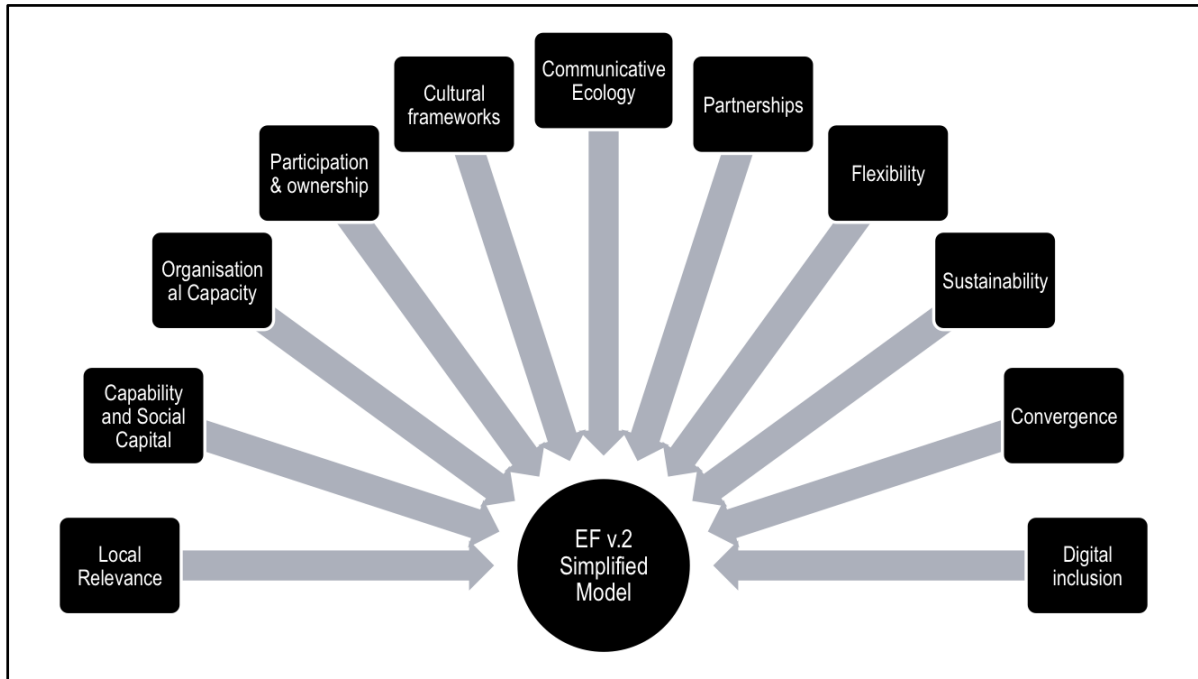 Local
Relevance
Capability
and Social
Capital
Organisation
al Capacity
Participation
& ownership
Cultural
frameworks
Communicative
Ecology
Partnerships
Flexibility
Sustainability
Convergence
Digital
inclusion
EF v.2
Simplified
Model